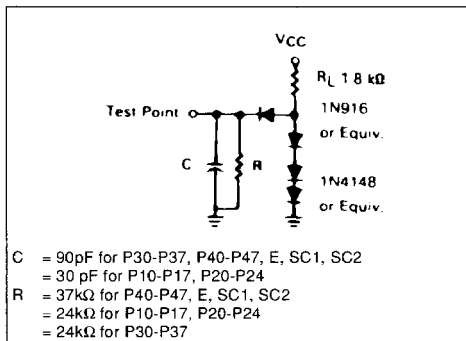 VCC
RL 1 8 kΩ
Test Point
1N916
or Equiv.
C
R
1N4148
or Equiv.
C = 90pF for P30-P37, P40-P47, E, SC1, SC2
= 30 pF for P10-P17, P20-P24
R = 37kΩ for P40-P47, E, SC1, SC2
= 24kΩ for P10-P17, P20-P24
= 24kΩ for P30-P37